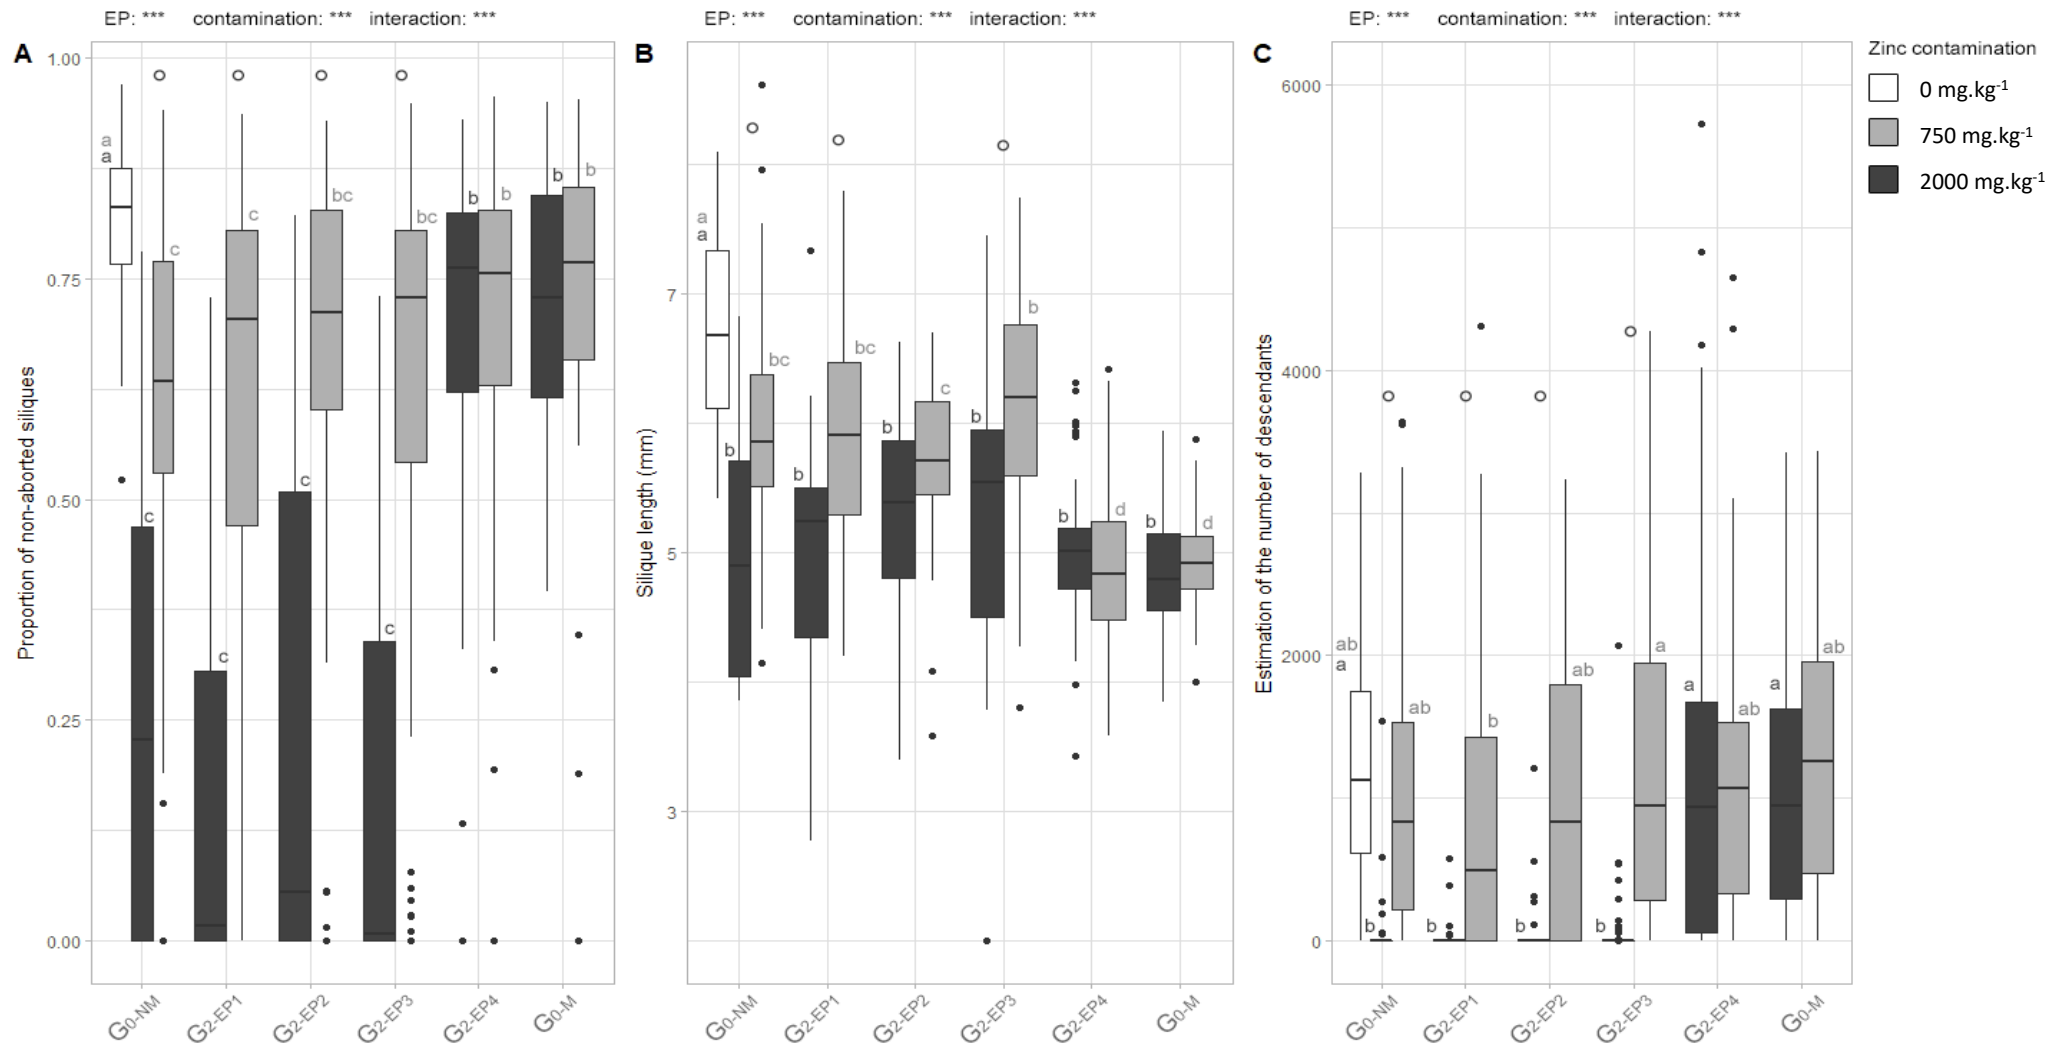 EP: *** contamination: *** interaction: ***
EP: *** contamination: *** interaction: ***
EP: *** contamination: *** interaction: ***
A
Proportion of non-aborted siliques
1.00
0.75
0.50
0.25
0.00
a
a
c
c
c
c
c
bc
c
bc
b
b
b
b
G0-NM
G2-EP1
G2-EP2
G2-EP3
G2-EP4
G0-M
B
Silique length (mm)
7
5
3
a
a
b
bc
b
bc
b
c
b
b
b
d
b
d
G0-NM
G2-EP1
G2-EP2
G2-EP3
G2-EP4
G0-M
C
Estimation of the number of descendants
6000
4000
2000
0
ab
a
b
ab
b
b
b
ab
b
a
a
ab
a
ab
G0-NM
G2-EP1
G2-EP2
G2-EP3
G2-EP4
G0-M
Zinc contamination
0 mg.kg-1
750 mg.kg-1
2000 mg.kg-1